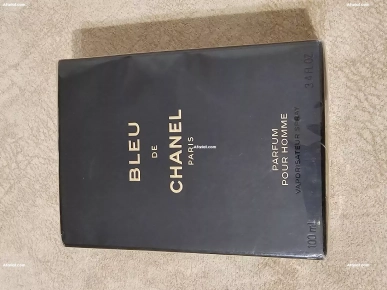 BLEU
DE
CHANEL
PARIS
PARFUM
POUR HOMME
VAPORISATEUR SPRAY
100 mL
3.4 fl. oz.